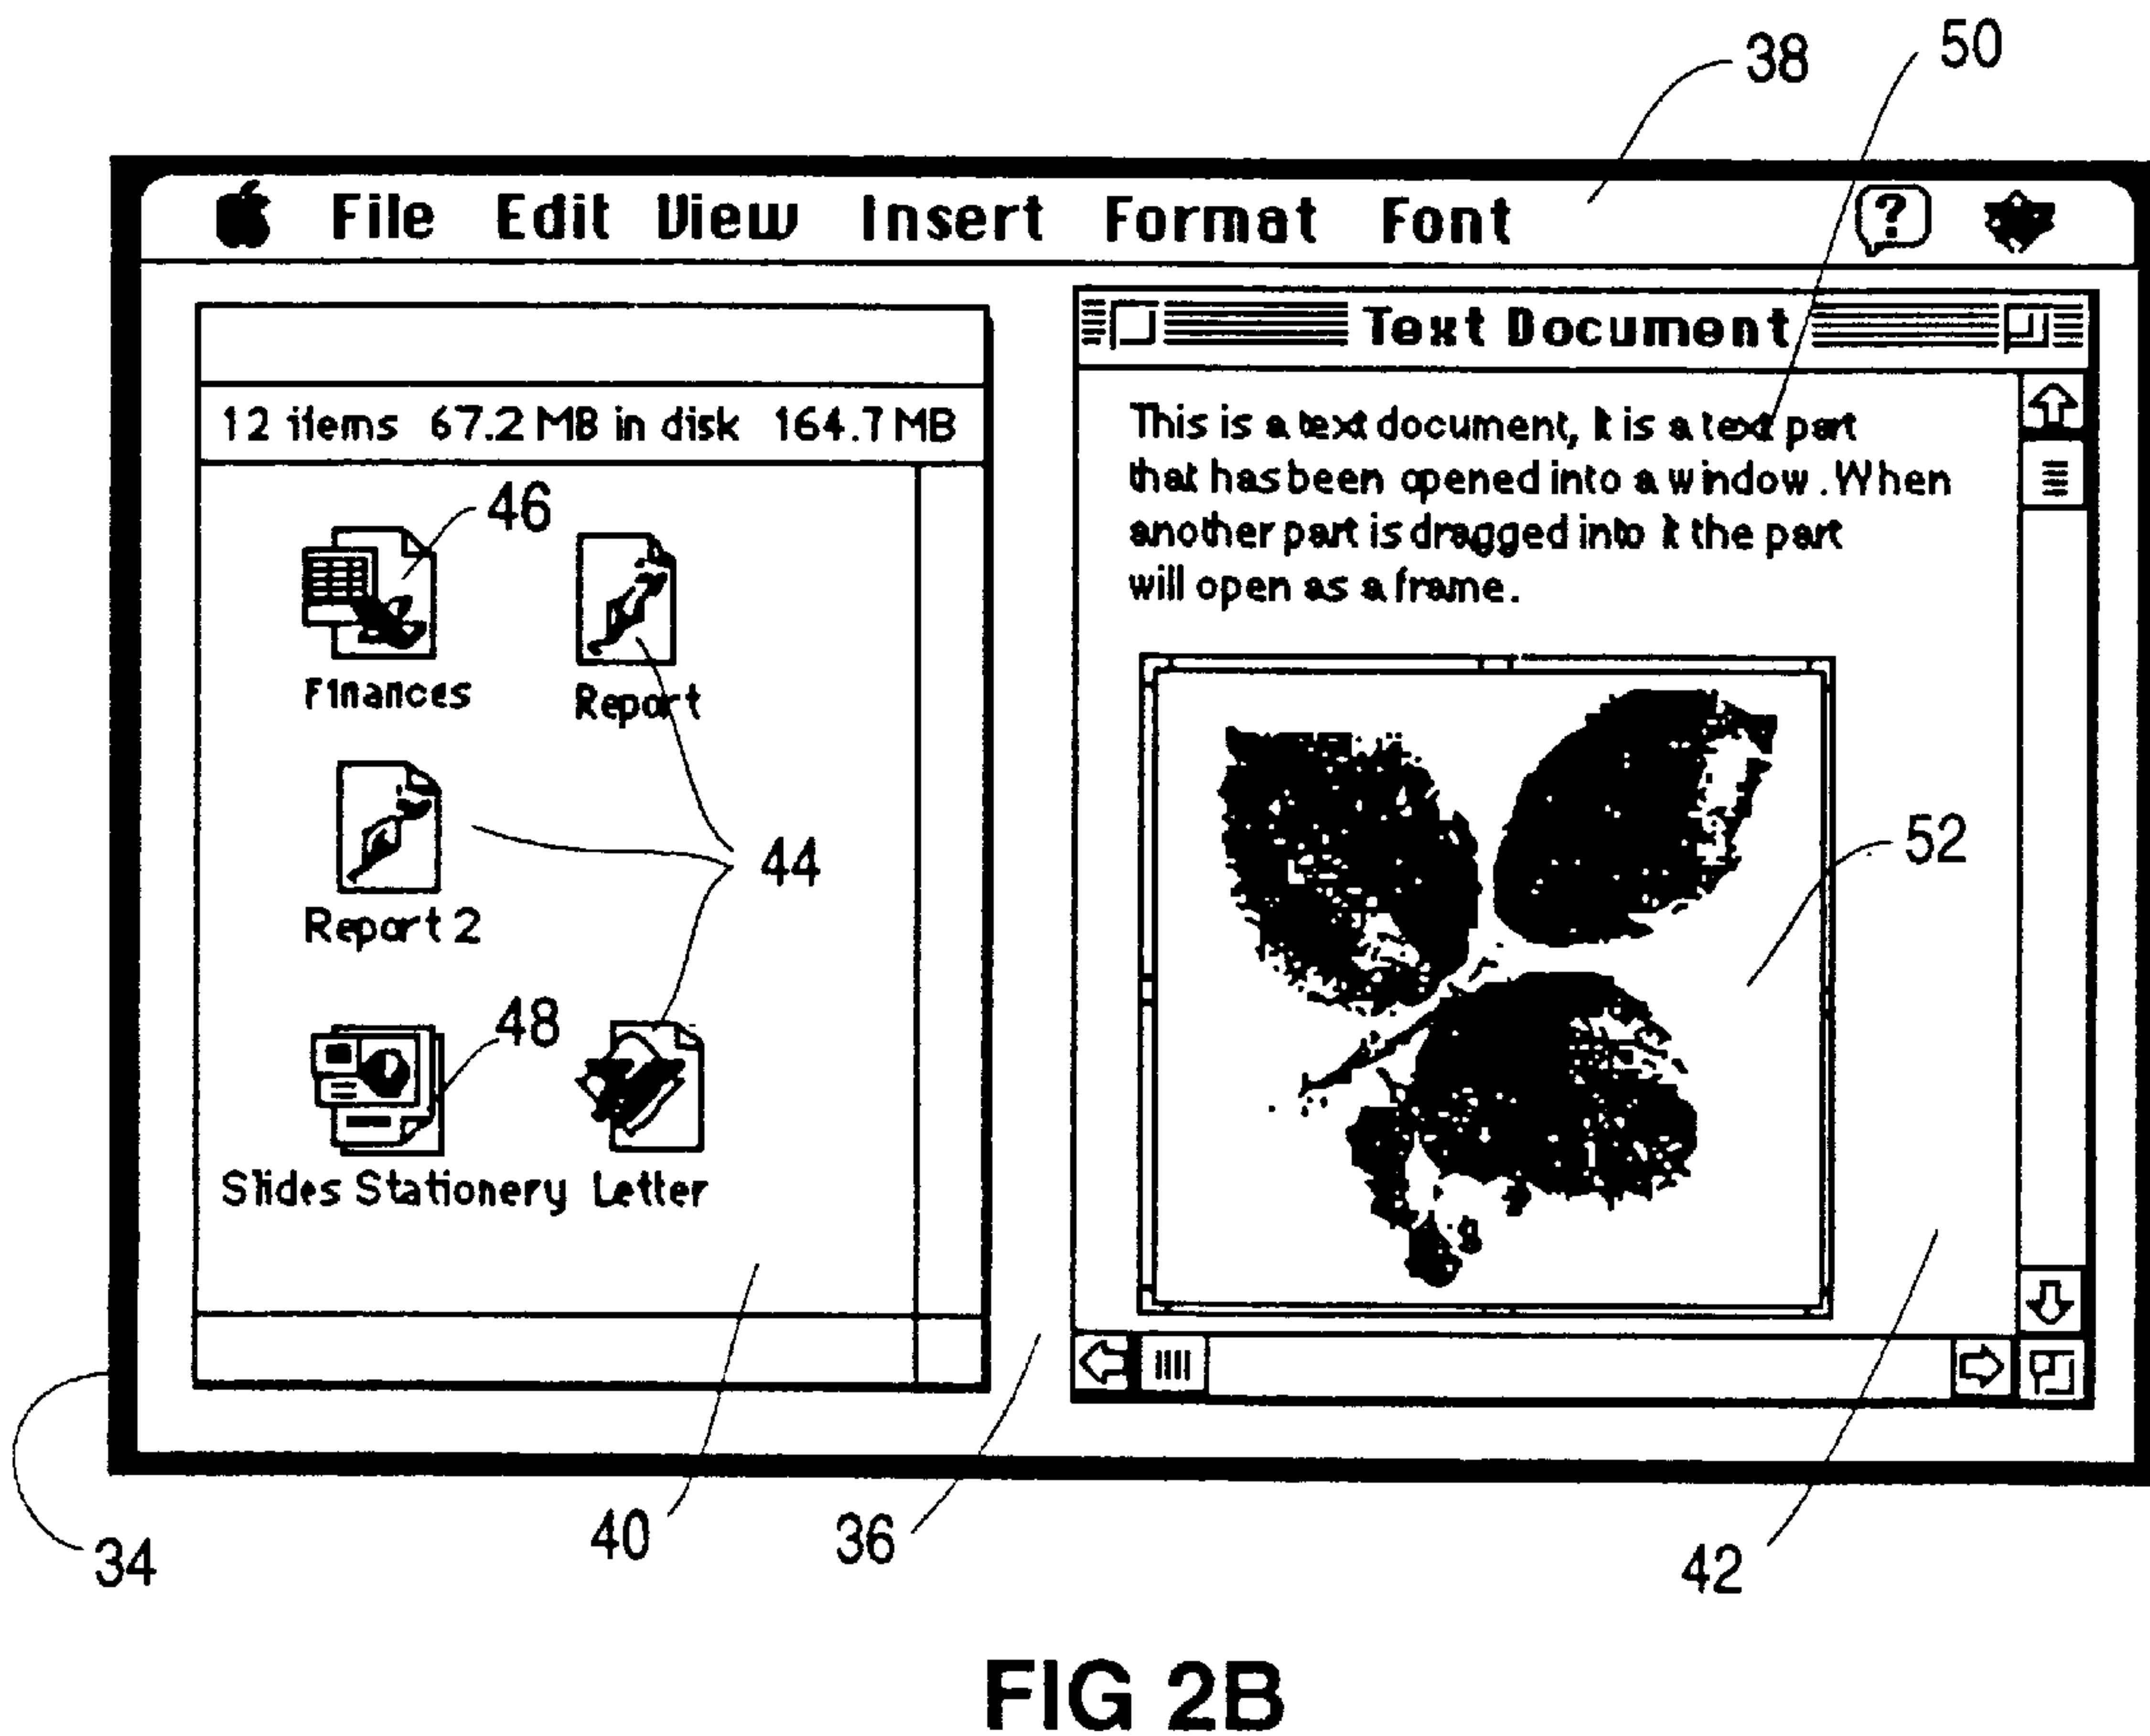 38
50
File Edit View Insert Format Font ?
Text Document
12 items 67.2 MB in disk 164.7 MB
This is a text document, it is a text part
that has been opened into a window. When
another part is dragged into it the part
will open as a frame.
46
Finances
Report
44
Report 2
52
48
Slides Stationery Letter
34
40
36
42
FIG 2B